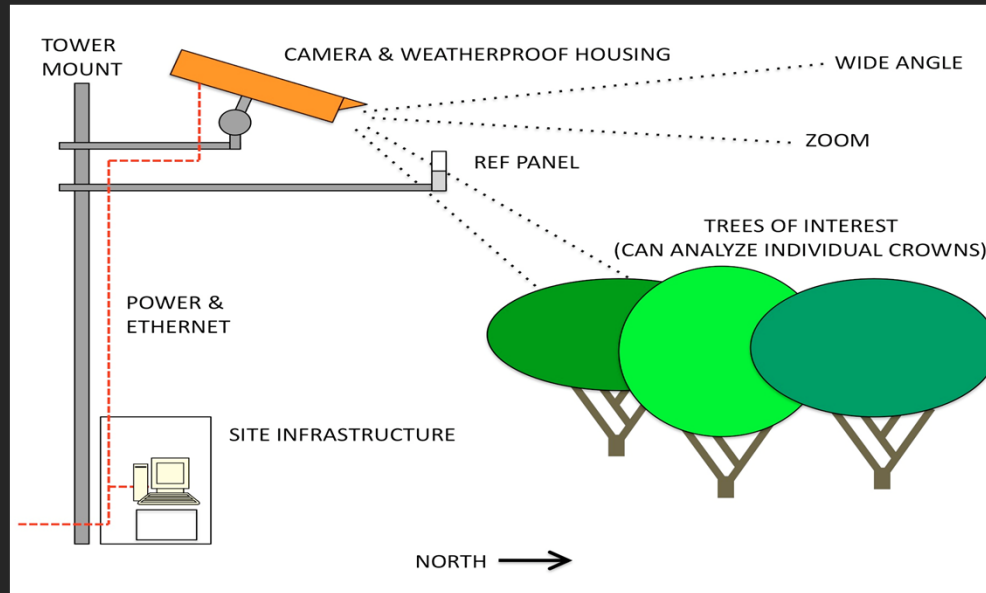 TOWER
MOUNT
CAMERA & WEATHERPROOF HOUSING
WIDE ANGLE
ZOOM
REF PANEL
TREES OF INTEREST
(CAN ANALYZE INDIVIDUAL CROWNS)
POWER &
ETHERNET
SITE INFRASTRUCTURE
NORTH